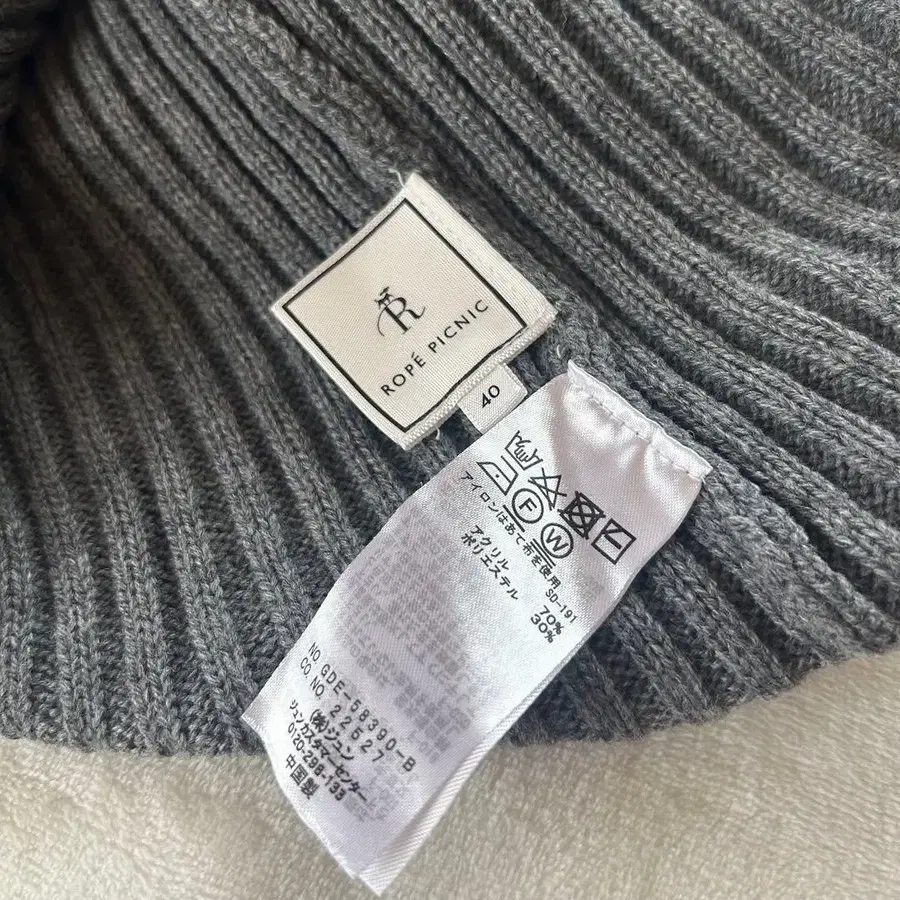 R
ROPÉ PICNIC
40
F
W
アイロンはあて布を使用
SD-191
アクリル 70%
ポリエステル 30%
NO. GDE-58390-B
CO. NO 22527
(株)ジュン
ジュンカスタマーセンター
0120-298-133
中国製